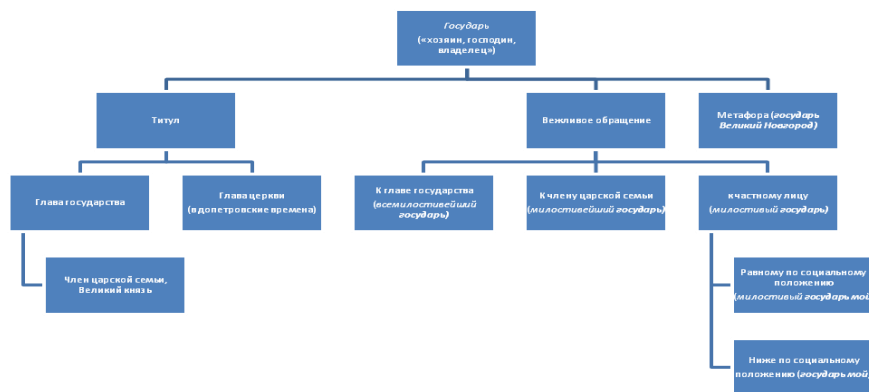 Государь
(«хозяин, господин,
владелец»)
Титул
Вежливое обращение
Метафора (государь
Великий Новгород)
Глава государства
Глава церкви
(в допетровские времена)
К главе государства
(всемилостивейший
государь)
К члену царской семьи
(милостивейший государь)
к частному лицу
(милостивый государь)
Член царской семьи,
Великий князь
Равному по социальному
положению
(милостивый государь мой
Ниже по социальному
положению (государь мой)